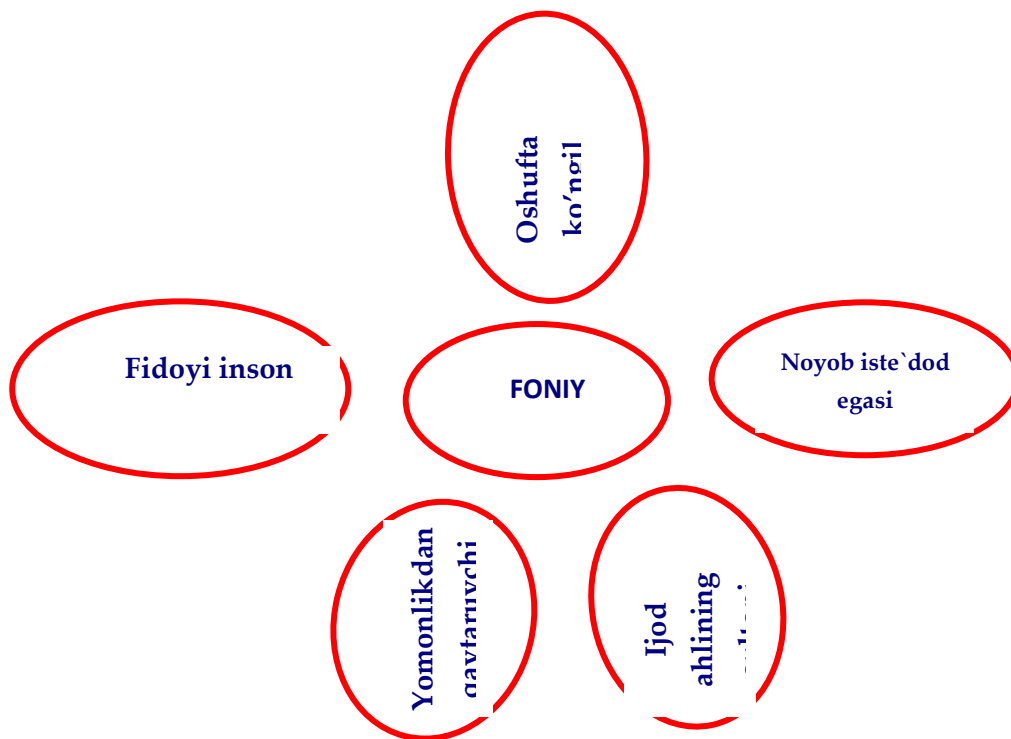 Oshufta
ko‘ngil
Fidoyi inson
FONIY
Noyob iste`dod
egasi
Yomonlikdan
qaytaruvchi
Ijod
ahlining